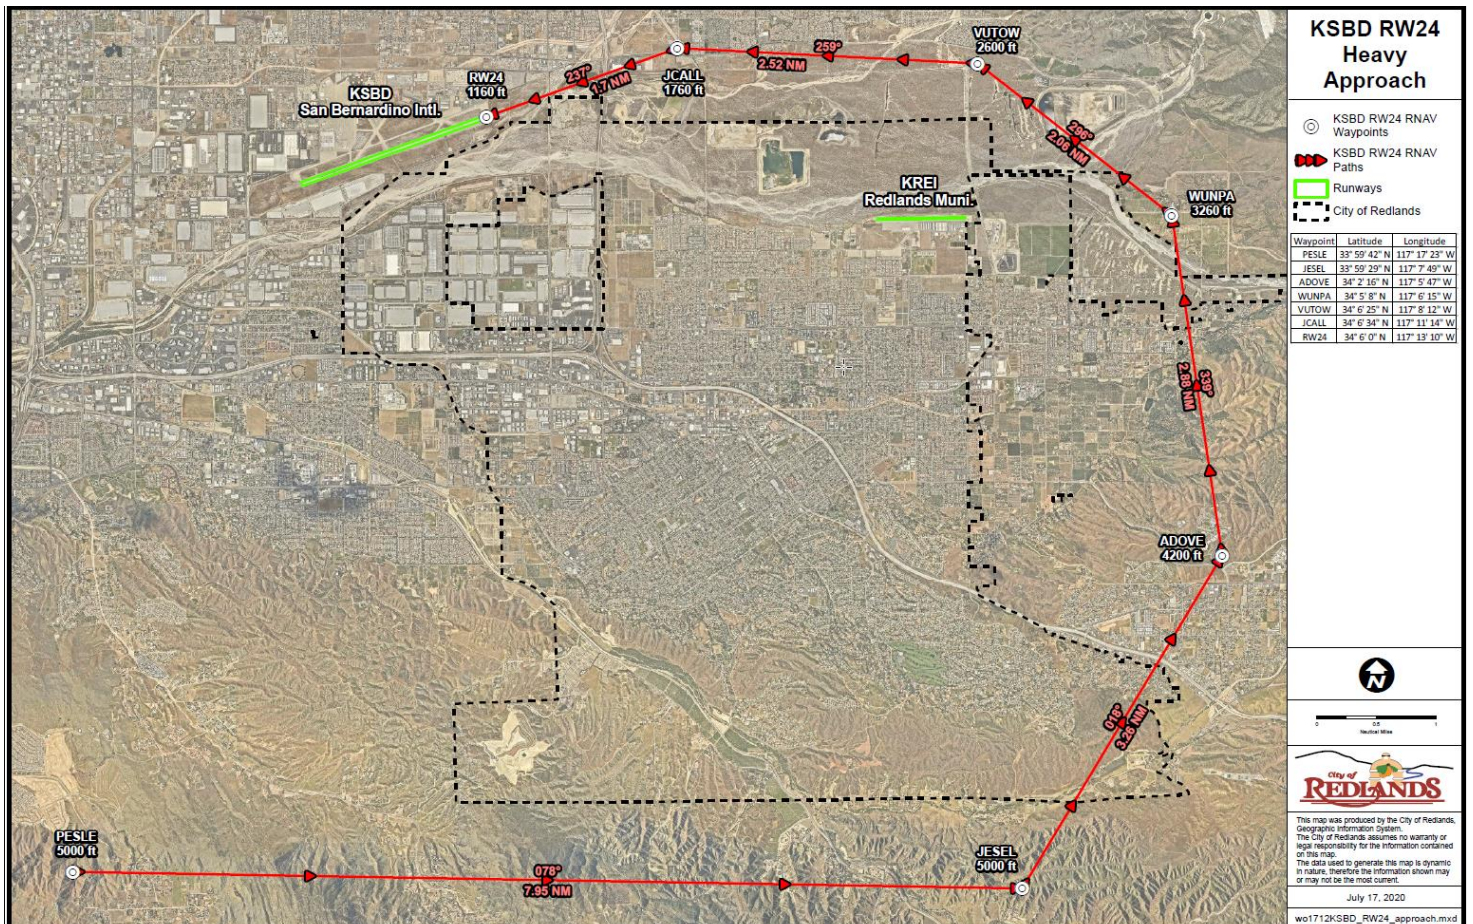 KSBD RW24
Heavy
Approach
KSBD RW24 RNAV
Waypoints
KSBD RW24 RNAV
Paths
Runways
City of Redlands
Waypoint Latitude Longitude
PESLE 33° 59' 42" N 117° 17' 23" W
JESEL 33° 59' 29" N 117° 7' 49" W
ADOVE 34° 2' 16" N 117° 5' 47" W
WUNPA 34° 5' 8" N 117° 6' 15" W
VUTOW 34° 6' 25" N 117° 8' 12" W
JCALL 34° 6' 34" N 117° 11' 14" W
RW24 34° 6' 0" N 117° 13' 10" W
N
0 0.5 1
Nautical Miles
City of
REDLANDS
This map was produced by the City of Redlands,
Geographic Information System.
The City of Redlands assumes no warranty or
legal responsibility for the information contained
on this map.
The data used to generate this map is dynamic
in nature, therefore the information shown may
or may not be the most current.
July 17, 2020
wo1712KSBD_RW24_approach.mxd
KSBD
San Bernardino Intl.
RW24
1160 ft
237°
1.7 NM
JCALL
1760 ft
259°
2.52 NM
VUTOW
2600 ft
296°
2.06 NM
WUNPA
3260 ft
KREI
Redlands Muni.
339°
2.88 NM
ADOVE
4200 ft
018°
3.26 NM
JESEL
5000 ft
078°
7.95 NM
PESLE
5000 ft